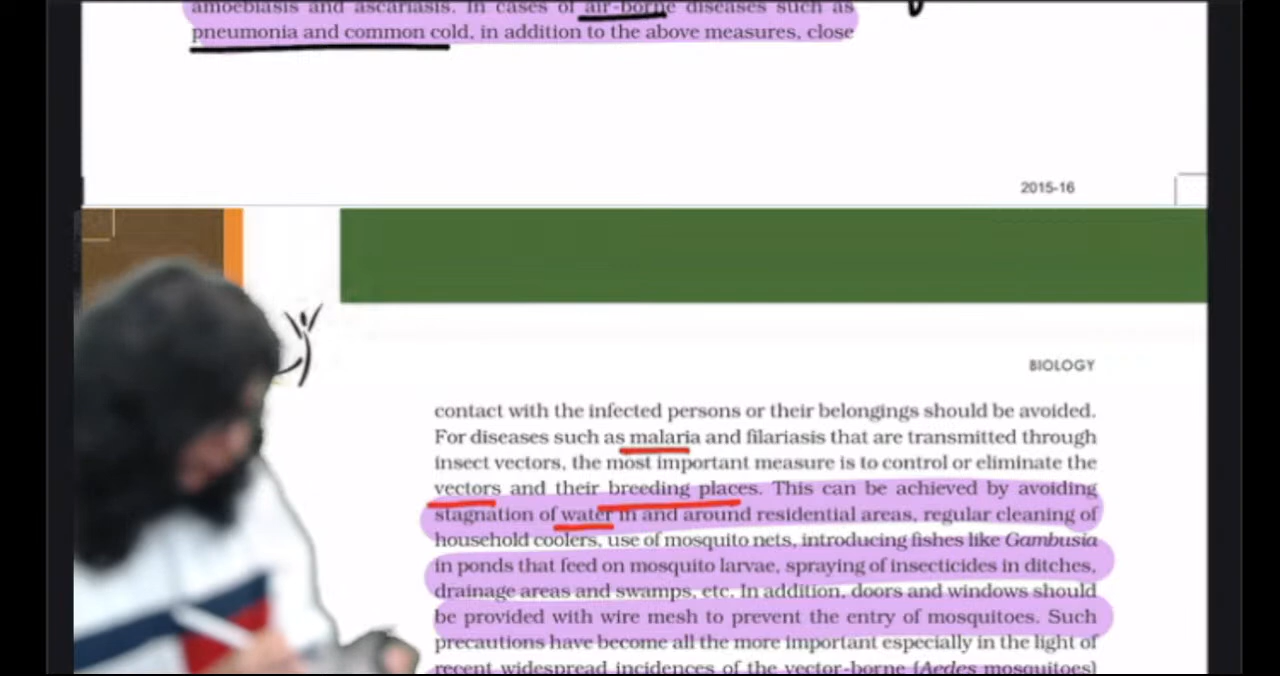 amoebiasis and ascariasis. In cases of air-borne diseases such as
pneumonia and common cold, in addition to the above measures, close
2015-16
BIOLOGY
contact with the infected persons or their belongings should be avoided.
For diseases such as malaria and filariasis that are transmitted through
insect vectors, the most important measure is to control or eliminate the
vectors and their breeding places. This can be achieved by avoiding
stagnation of water in and around residential areas, regular cleaning of
household coolers, use of mosquito nets, introducing fishes like Gambusia
in ponds that feed on mosquito larvae, spraying of insecticides in ditches,
drainage areas and swamps, etc. In addition, doors and windows should
be provided with wire mesh to prevent the entry of mosquitoes. Such
precautions have become all the more important especially in the light of
recent widespread incidences of the vector-borne (Aedes mosquitoes)